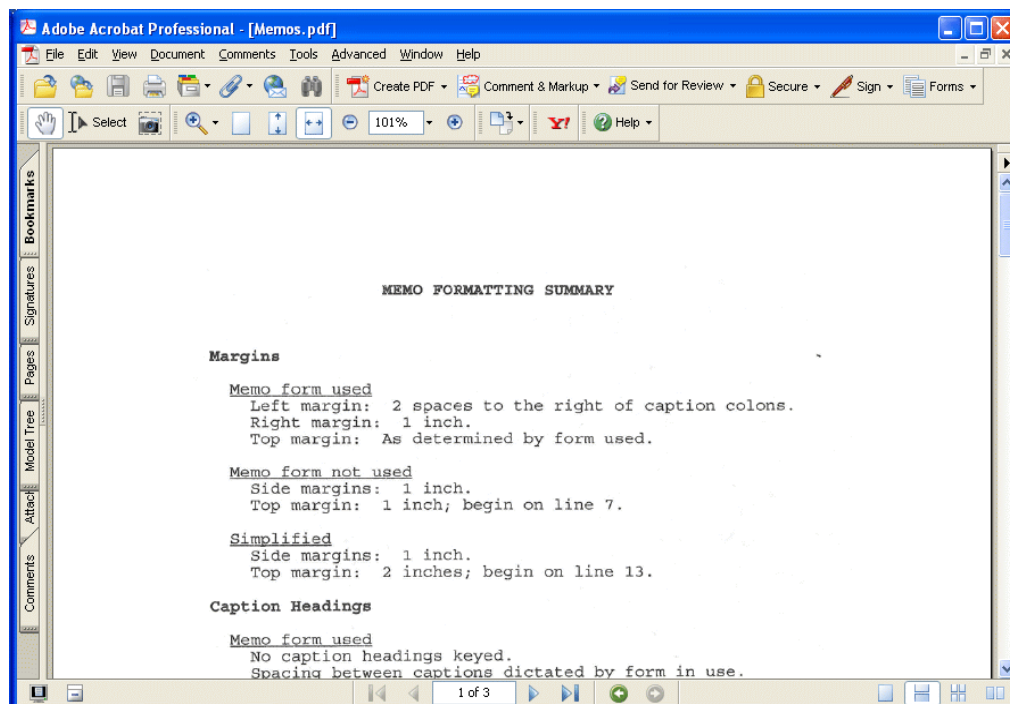 Adobe Acrobat Professional - [Memos.pdf]
File Edit View Document Comments Tools Advanced Window Help
Create PDF Comment & Markup Send for Review Secure Sign Forms
Select 101% Y! Help
Bookmarks
Signatures
Pages
Model Tree
Attach
Comments
MEMO FORMATTING SUMMARY
Margins
Memo form used
Left margin: 2 spaces to the right of caption colons.
Right margin: 1 inch.
Top margin: As determined by form used.
Memo form not used
Side margins: 1 inch.
Top margin: 1 inch; begin on line 7.
Simplified
Side margins: 1 inch.
Top margin: 2 inches; begin on line 13.
Caption Headings
Memo form used
No caption headings keyed.
Spacing between captions dictated by form in use.
1 of 3